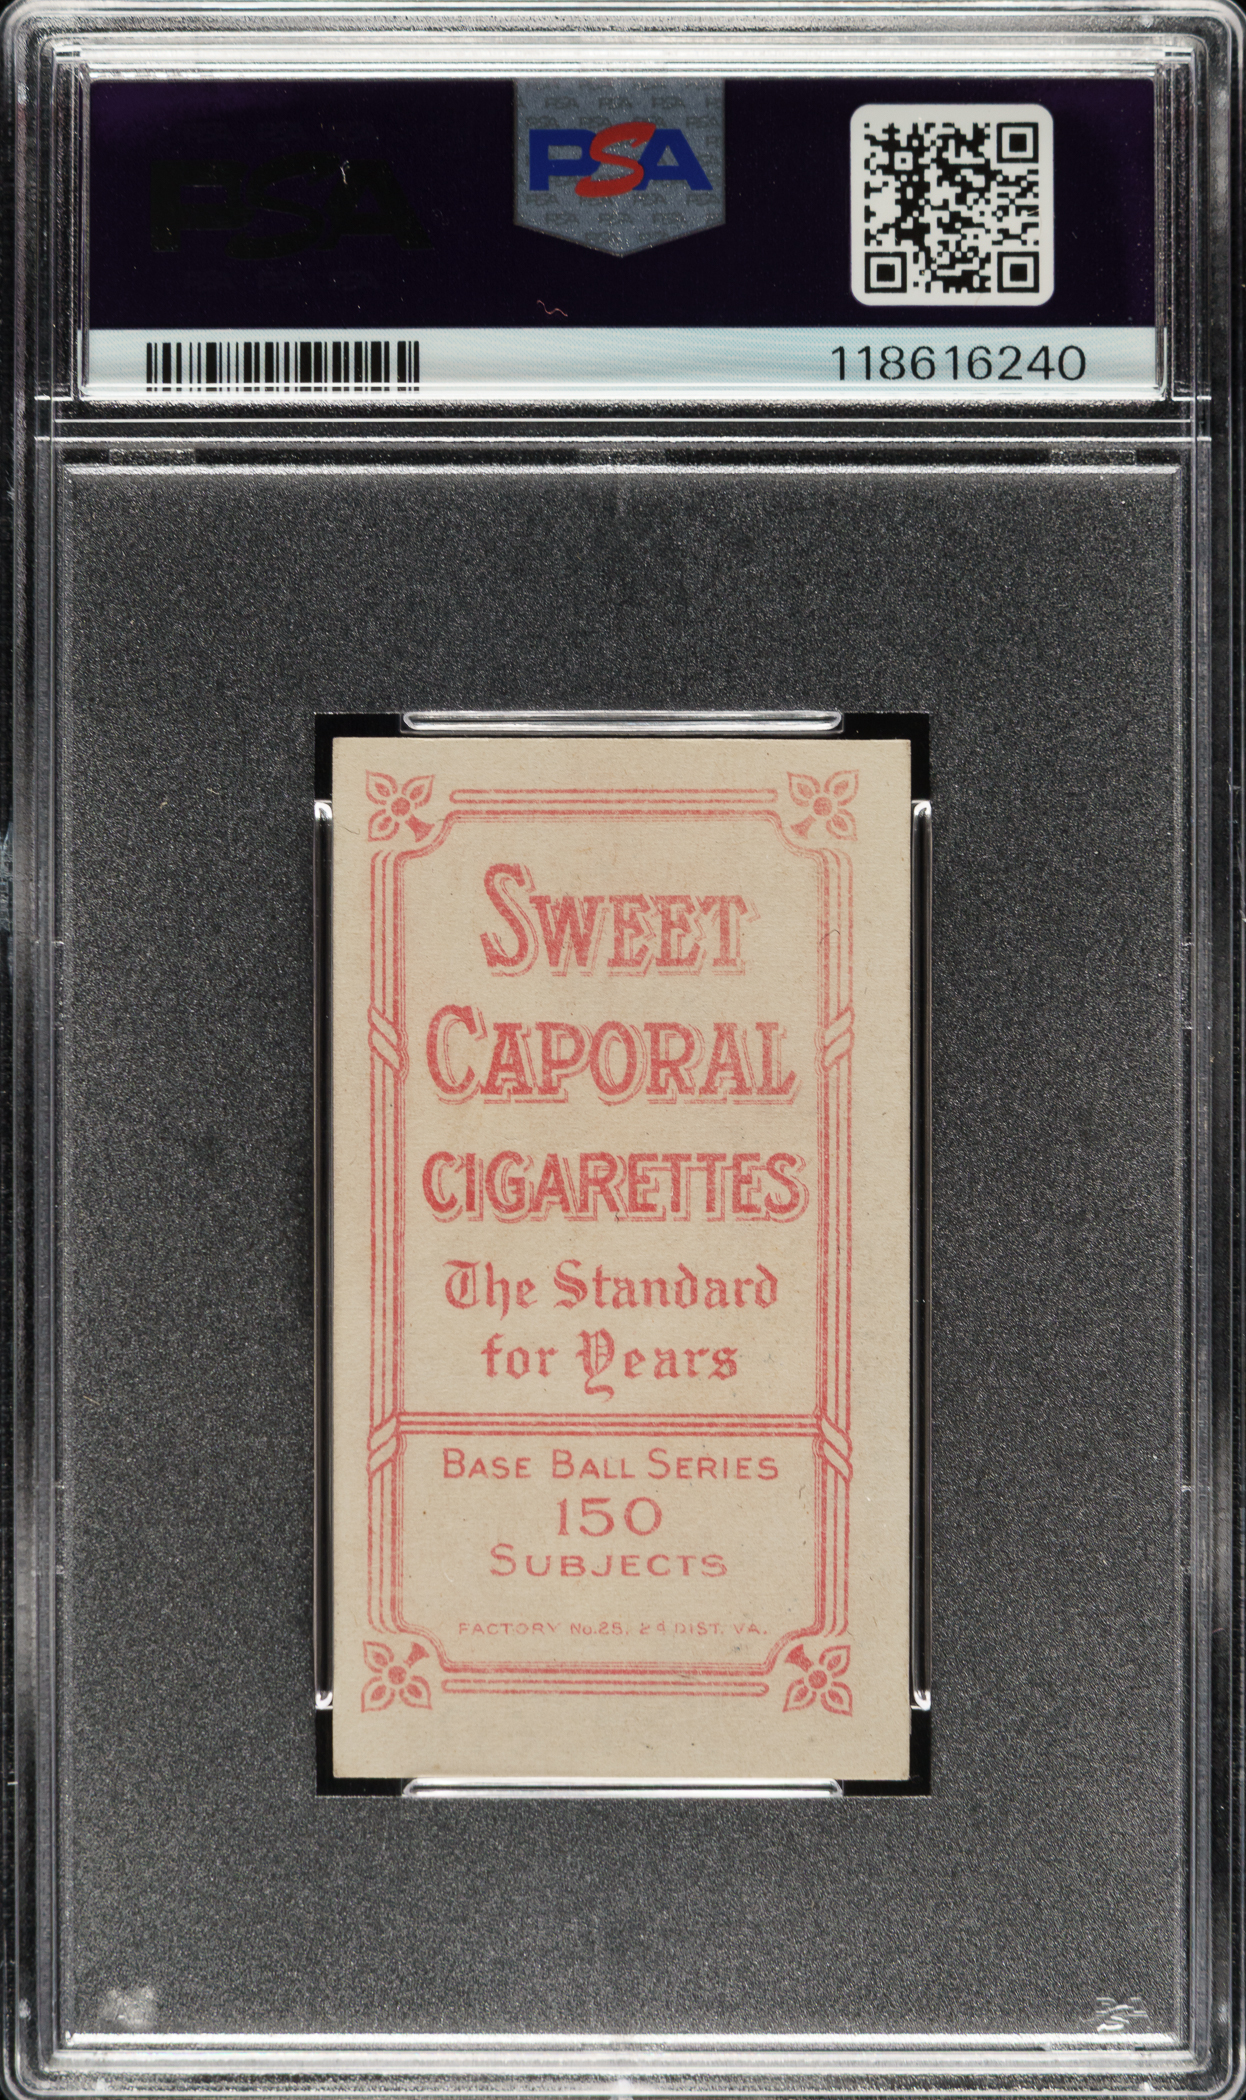 PSA
PSA
118616240
SWEET
CAPORAL
CIGARETTES
The Standard
for Years
BASE BALL SERIES
150
SUBJECTS
FACTORY No.25, 2d DIST. VA.